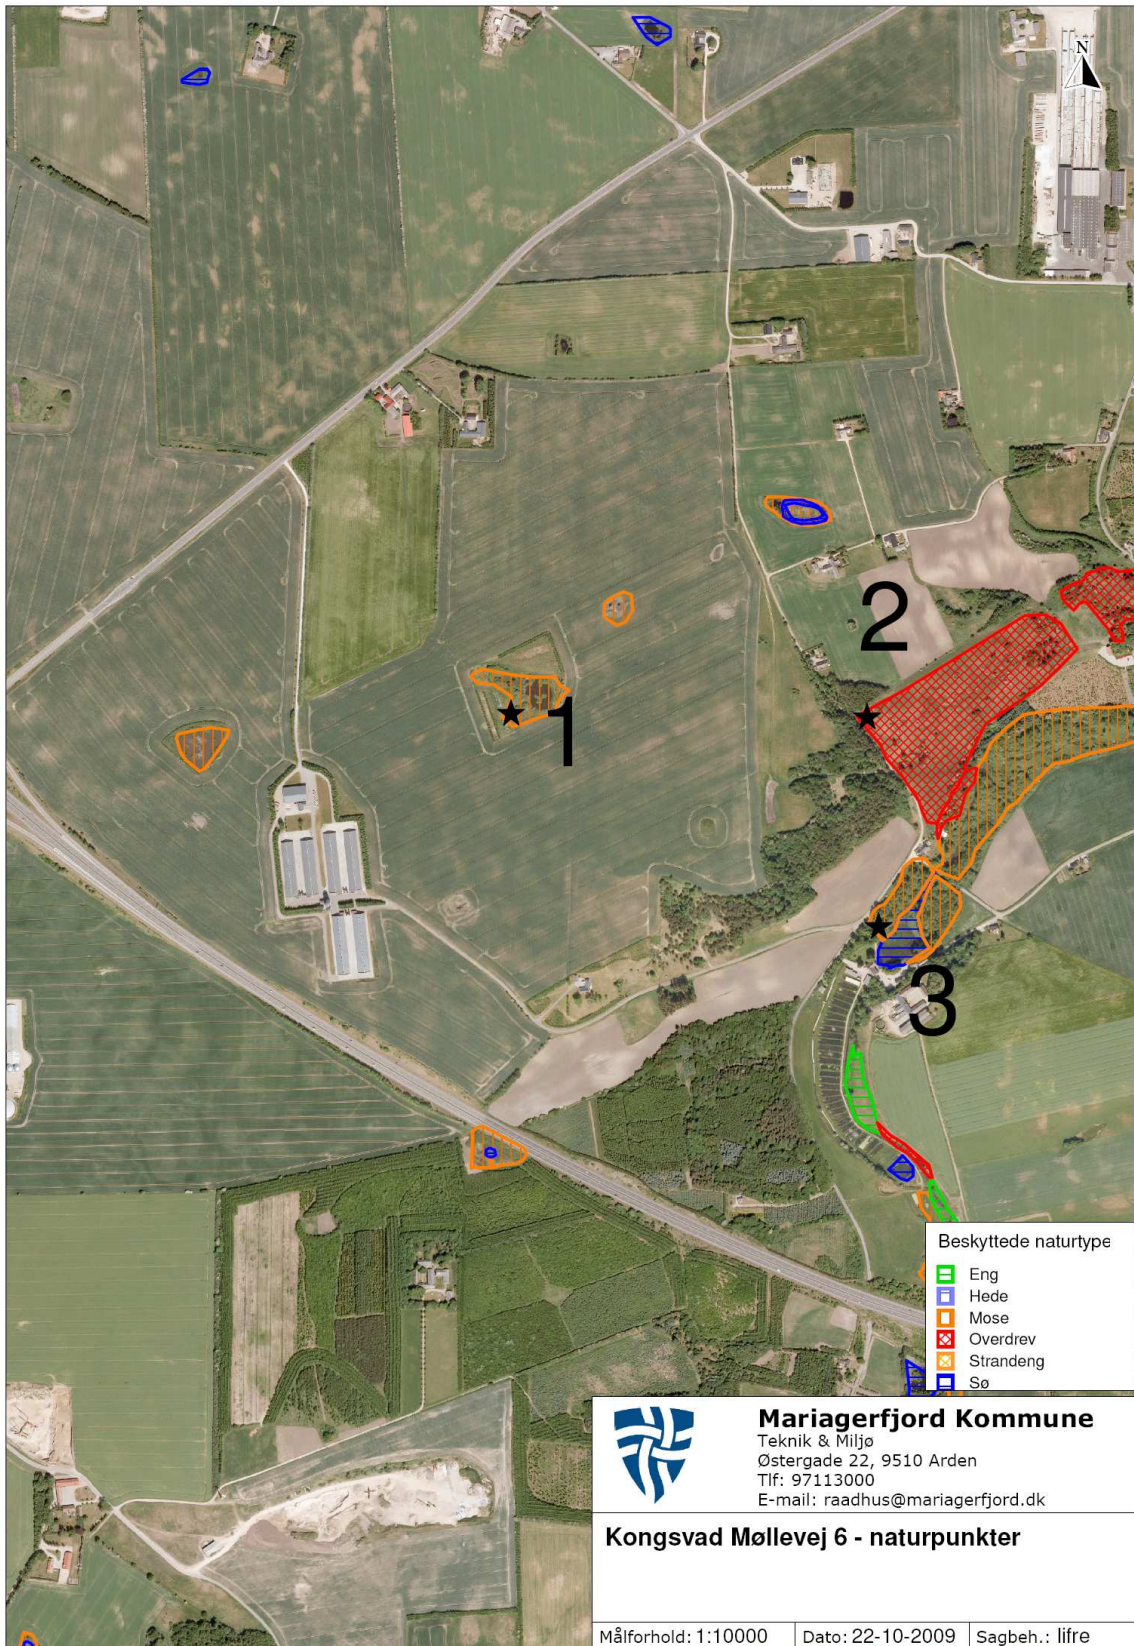 N
2
1
3
Beskyttede naturtype
Eng
Hede
Mose
Overdrev
Strandeng
Sø
Mariagerfjord Kommune
Teknik & Miljø
Østergade 22, 9510 Arden
Tlf: 97113000
E-mail: raadhus@mariagerfjord.dk
Kongsvad Møllevej 6 - naturpunkter
Målforhold: 1:10000 Dato: 22-10-2009 Sagbeh.: lifre